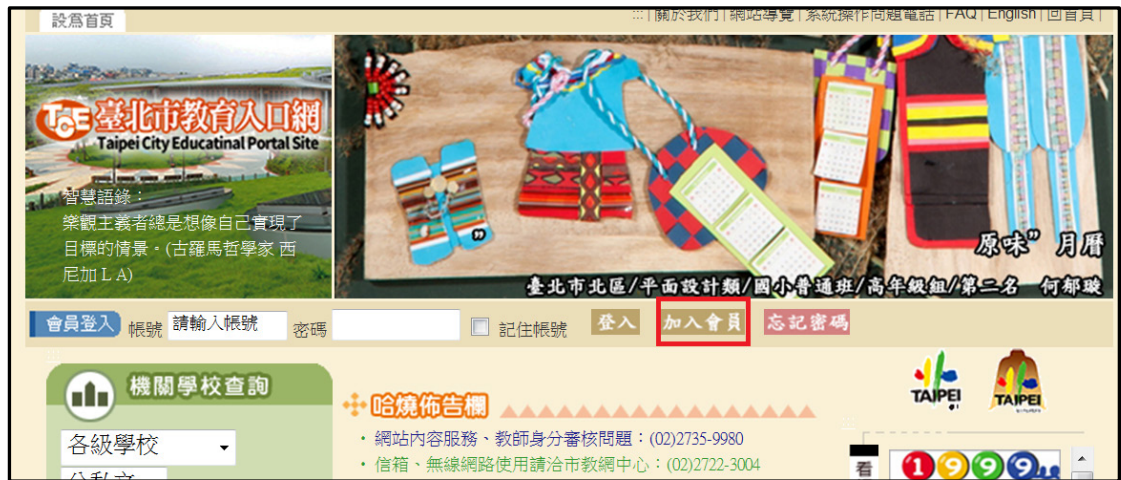 設為首頁
:::|關於我們|網站導覽|系統操作問題電話|FAQ|English|回首頁|
TCE 臺北市教育入口網
Taipei City Educatinal Portal Site
智慧語錄：
樂觀主義者總是想像自己實現了
目標的情景。(古羅馬哲學家 西
尼加 L A)
原味” 月曆
臺北市北區/平面設計類/國小普通班/高年級組/第二名 何郁璇
會員登入 帳號 請輸入帳號 密碼 記住帳號 登入 加入會員 忘記密碼
機關學校查詢
各級學校
公私立
哈燒佈告欄
・網站內容服務、教師身分審核問題：(02)2735-9980
・信箱、無線網路使用請洽市教網中心：(02)2722-3004
TAIPEI
TAIPEI
看
1999